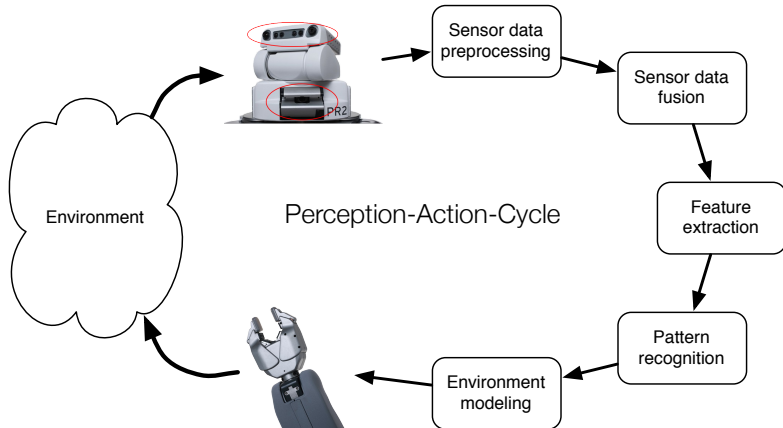 Sensor data
preprocessing
Sensor data
fusion
PR2
Environment
Perception-Action-Cycle
Feature
extraction
Pattern
recognition
Environment
modeling